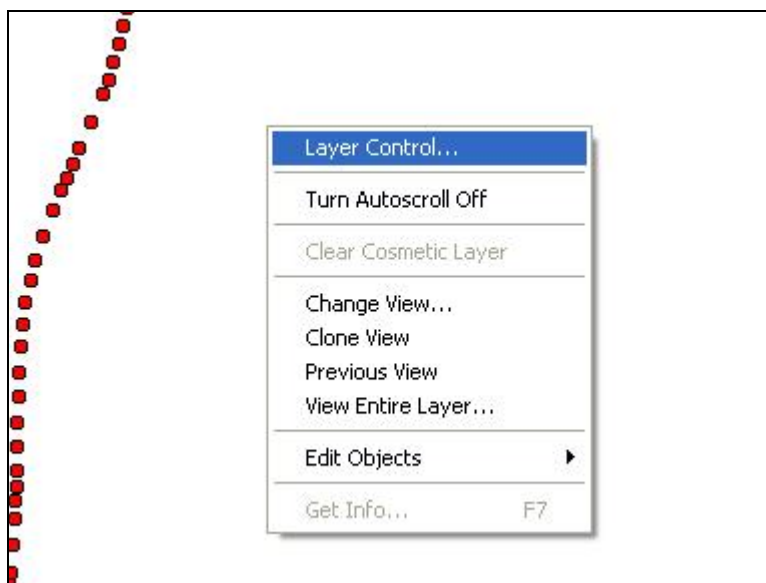 Layer Control...
Turn Autoscroll Off
Clear Cosmetic Layer
Change View...
Clone View
Previous View
View Entire Layer...
Edit Objects
Get Info... F7